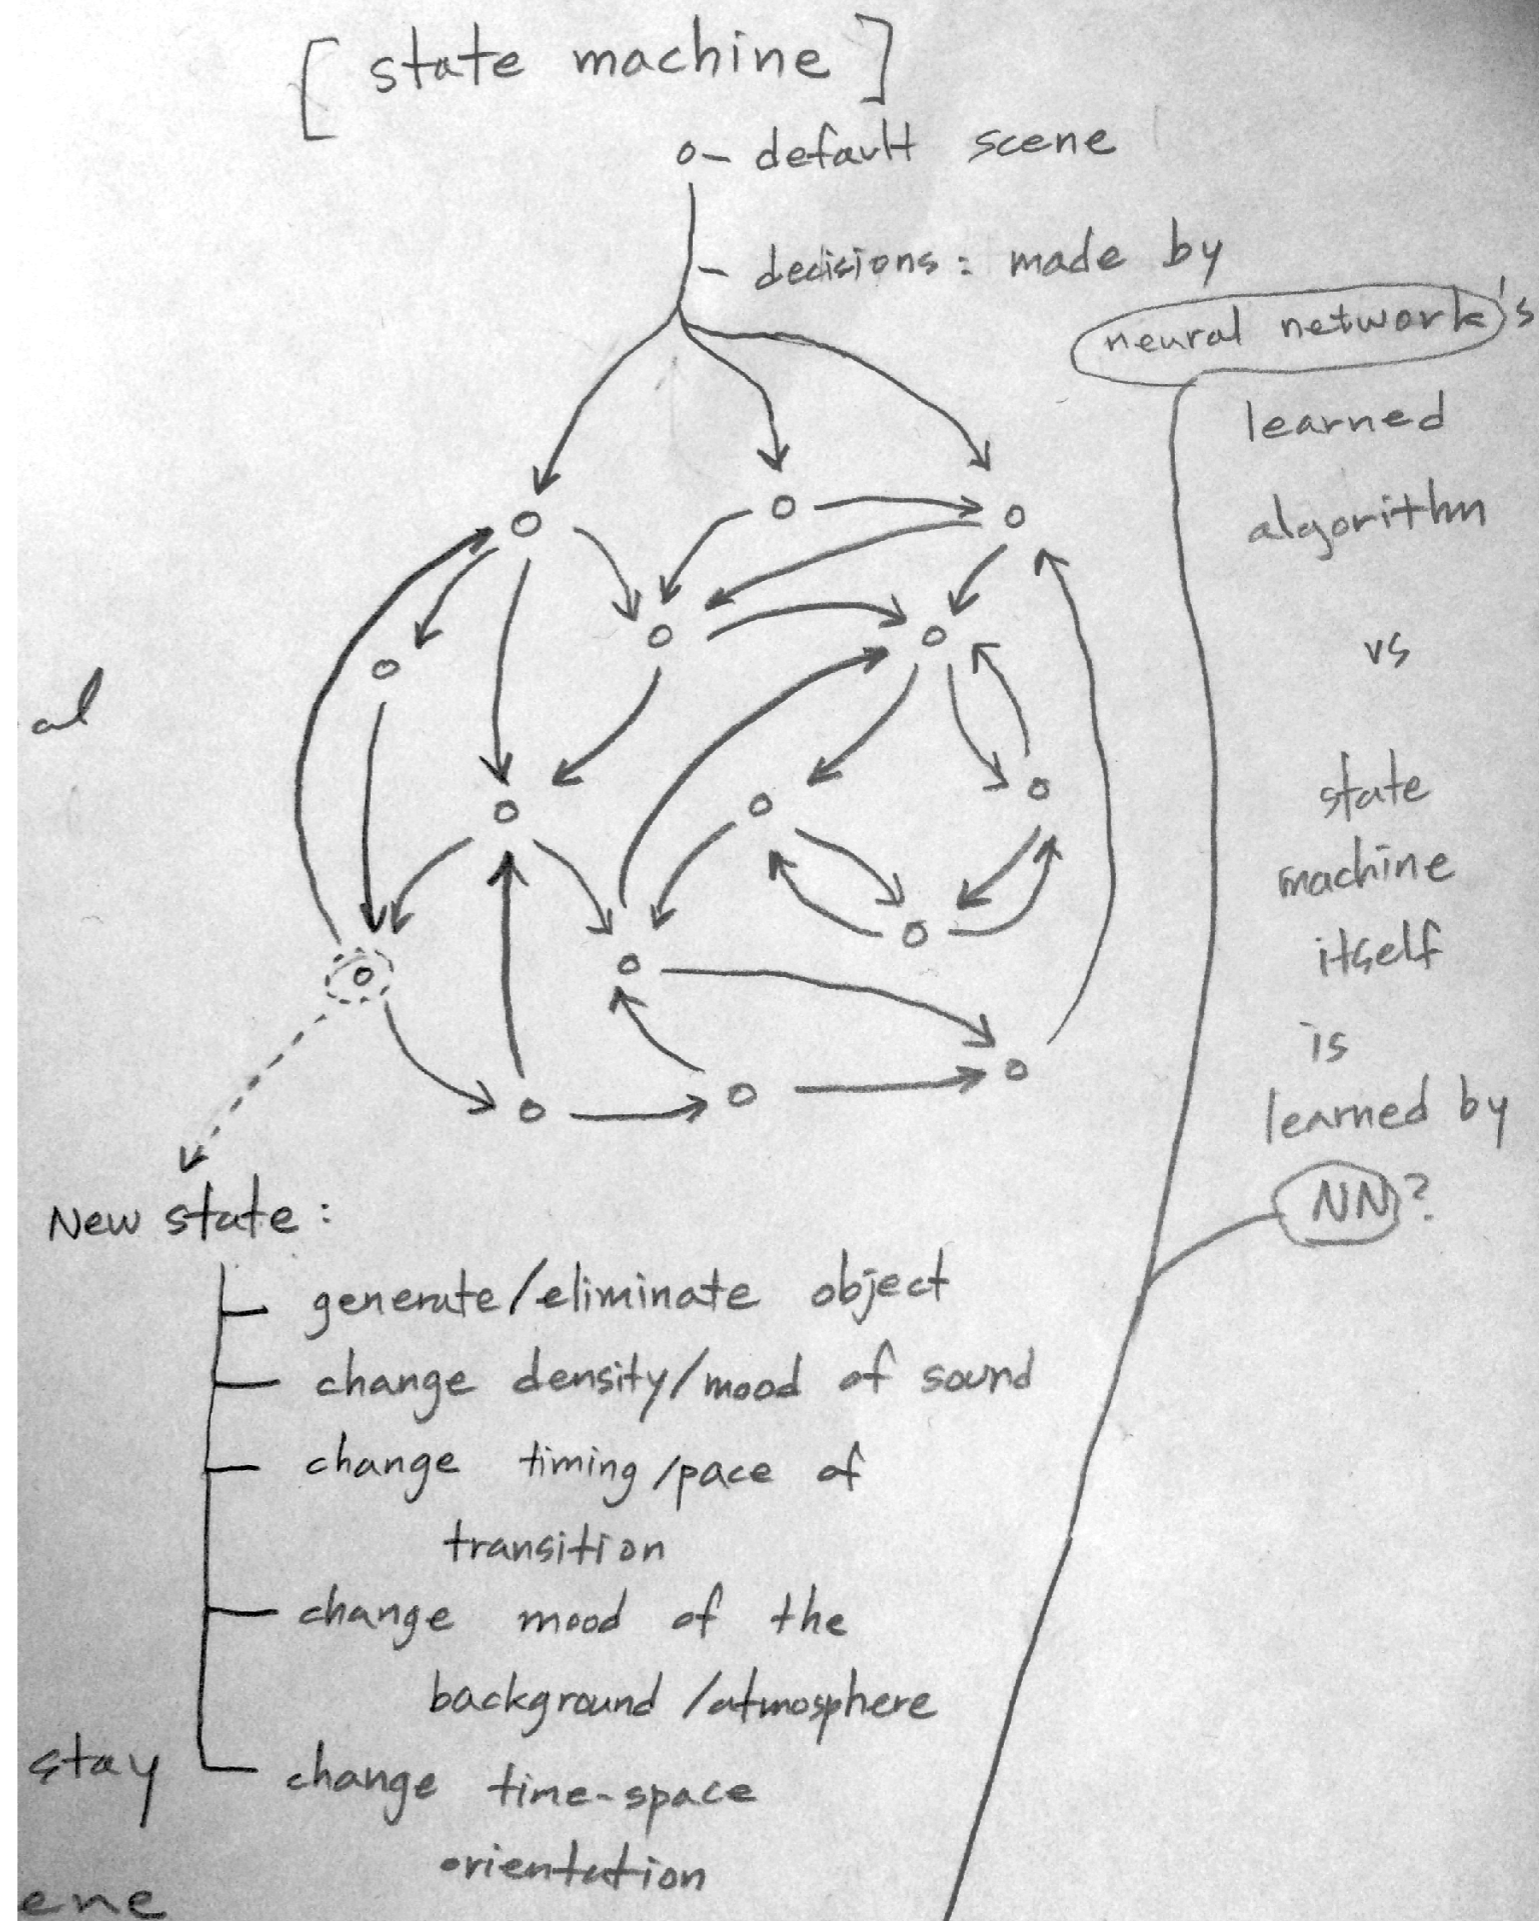 [ state machine ]
o- default scene
- decisions: made by
neural network's
learned
algorithm
vs
state
machine
itself
is
learned by
NN?
al
New state:
generate/eliminate object
change density/mood of sound
change timing/pace of
transition
change mood of the
background/atmosphere
stay
change time-space
orientation
ene